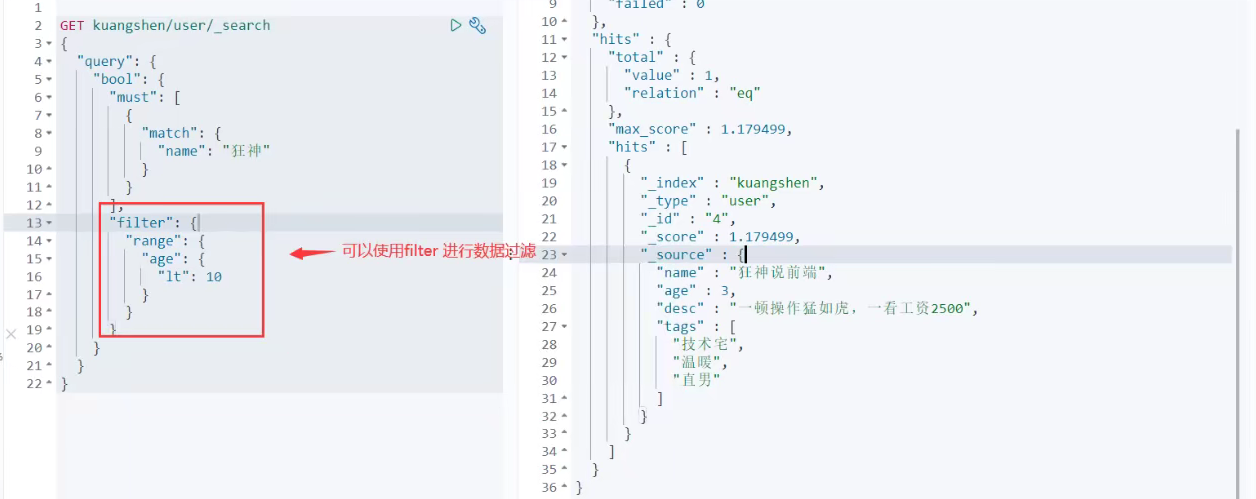 1
2 GET kuangshen/user/_search
3 {
4 "query": {
5 "bool": {
6 "must": [
7 {
8 "match": {
9 "name": "狂神"
10 }
11 }
12 ],
13 "filter": {
14 "range": {
15 "age": {
16 "lt": 10
17 }
18 }
19 }
20 }
21 }
22 }
可以使用filter 进行数据过滤
9 "failed" : 0
10 },
11 "hits" : {
12 "total" : {
13 "value" : 1,
14 "relation" : "eq"
15 },
16 "max_score" : 1.179499,
17 "hits" : [
18 {
19 "_index" : "kuangshen",
20 "_type" : "user",
21 "_id" : "4",
22 "_score" : 1.179499,
23 "_source" : {
24 "name" : "狂神说前端",
25 "age" : 3,
26 "desc" : "一顿操作猛如虎，一看工资2500",
27 "tags" : [
28 "技术宅",
29 "温暖",
30 "直男"
31 ]
32 }
33 }
34 ]
35 }
36 }